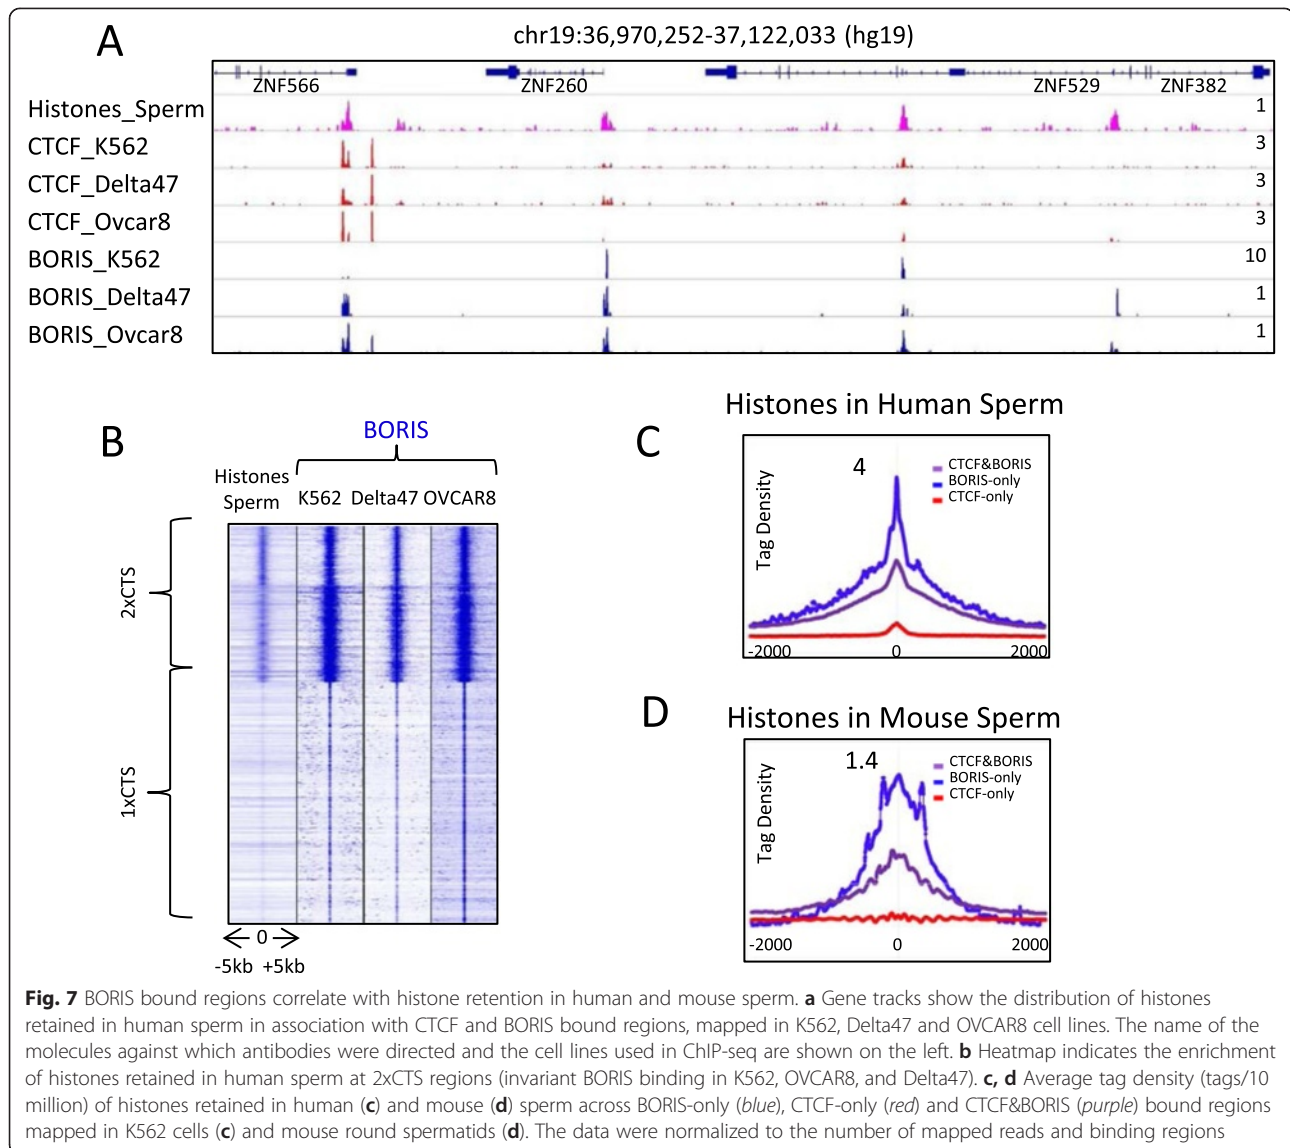 A
chr19:36,970,252-37,122,033 (hg19)
ZNF566 ZNF260 ZNF529 ZNF382
Histones_Sperm 1
CTCF_K562 3
CTCF_Delta47 3
CTCF_Ovcar8 3
BORIS_K562 10
BORIS_Delta47 1
BORIS_Ovcar8 1
B
BORIS
Histones
Sperm
K562 Delta47 OVCAR8
2xCTS
1xCTS
0
-5kb +5kb
C
Histones in Human Sperm
4
Tag Density
CTCF&BORIS
BORIS-only
CTCF-only
-2000 0 2000
D
Histones in Mouse Sperm
1.4
Tag Density
CTCF&BORIS
BORIS-only
CTCF-only
-2000 0 2000
Fig. 7 BORIS bound regions correlate with histone retention in human and mouse sperm. a Gene tracks show the distribution of histones
retained in human sperm in association with CTCF and BORIS bound regions, mapped in K562, Delta47 and OVCAR8 cell lines. The name of the
molecules against which antibodies were directed and the cell lines used in ChIP-seq are shown on the left. b Heatmap indicates the enrichment
of histones retained in human sperm at 2xCTS regions (invariant BORIS binding in K562, OVCAR8, and Delta47). c, d Average tag density (tags/10
million) of histones retained in human (c) and mouse (d) sperm across BORIS-only (blue), CTCF-only (red) and CTCF&BORIS (purple) bound regions
mapped in K562 cells (c) and mouse round spermatids (d). The data were normalized to the number of mapped reads and binding regions